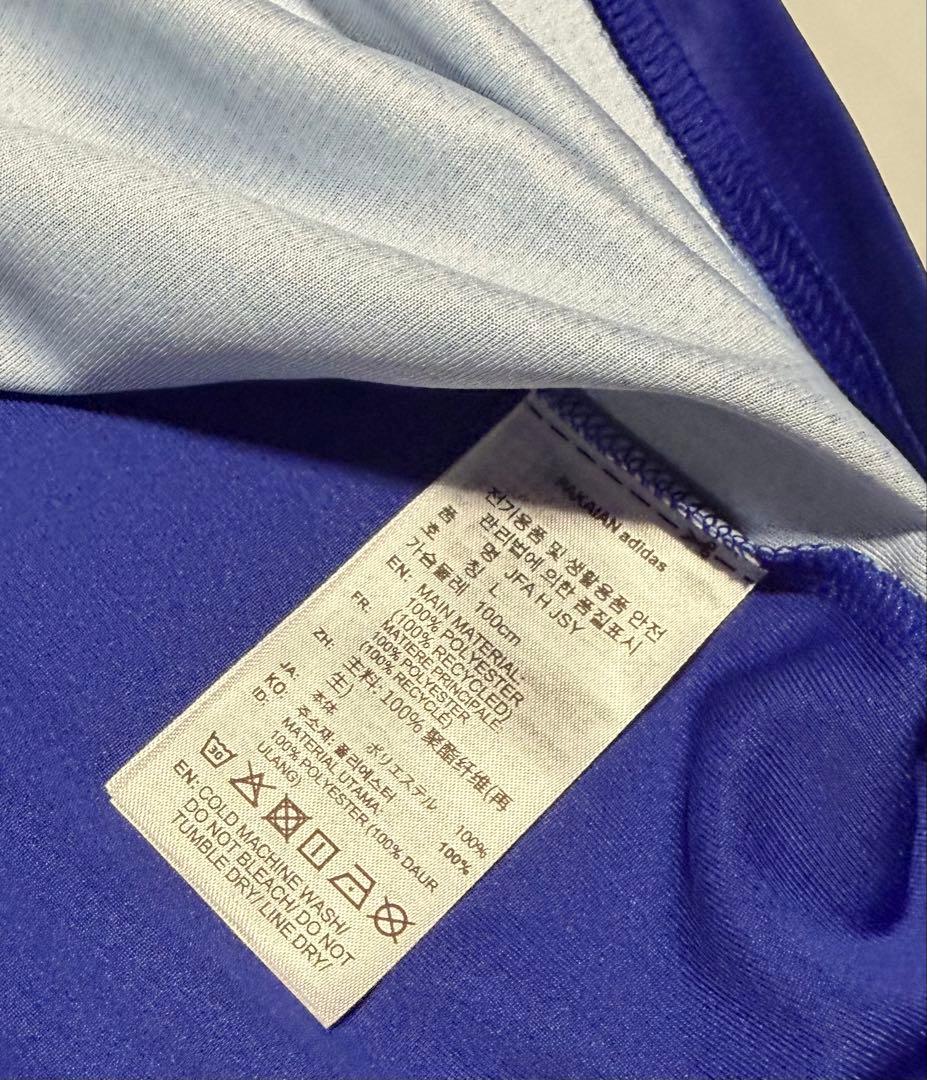 PAKAIAN adidas
전기용품 및 생활용품 안전
관리법에 의한 품질표시
품 명 JFA H JSY
호 칭 L
가슴둘레 100cm
EN: MAIN MATERIAL:
100% POLYESTER
(100% RECYCLED)
FR: MATIERE PRINCIPALE:
100% POLYESTER
(100% RECYCLÉ)
ZH: 主料: 100% 聚酯纤维(再
生)
JA: 本体 ポリエステル 100%
KO: 주소재: 폴리에스터 100%
ID: MATERIAL UTAMA:
100% POLYESTER (100% DAUR
ULANG)
30
EN: COLD MACHINE WASH/
DO NOT BLEACH/ DO NOT
TUMBLE DRY/ LINE DRY/